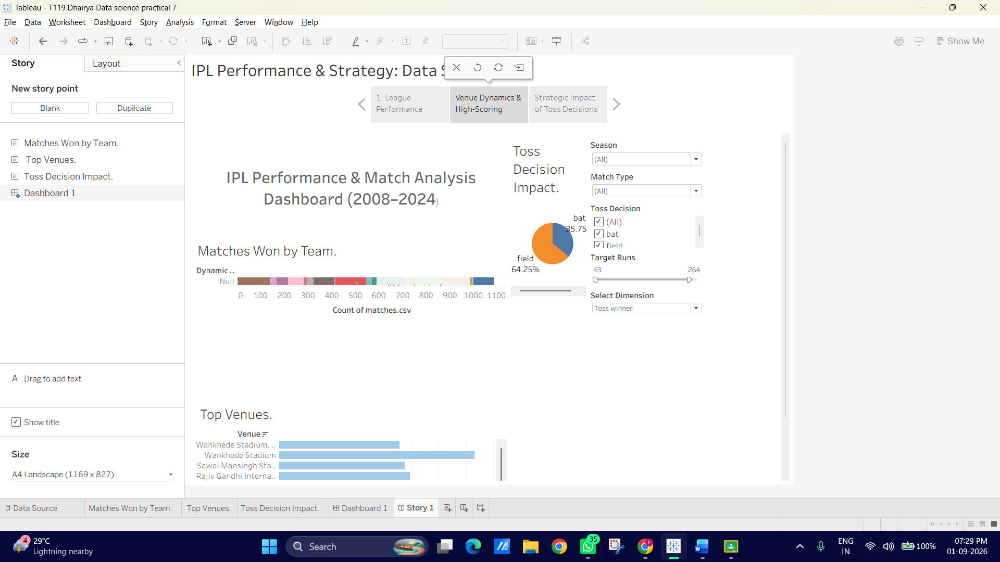 Tableau - T119 Dhairya Data science practical 7
File Data Worksheet Dashboard Story Analysis Format Server Window Help
Show Me
Story
Layout
New story point
Blank
Duplicate
Matches Won by Team.
Top Venues.
Toss Decision Impact.
Dashboard 1
A Drag to add text
Show title
Size
A4 Landscape (1169 x 827)
IPL Performance & Strategy: Data
1. League
Performance
Venue Dynamics &
High-Scoring
Strategic Impact
of Toss Decisions
IPL Performance & Match Analysis
Dashboard (2008–2024)
Matches Won by Team.
Dynamic ..
Null
0 100 200 300 400 500 600 700 800 900 1000 1100
Count of matches.csv
Toss
Decision
Impact.
bat
35.75
field
64.25%
Season
(All)
Match Type
(All)
Toss Decision
(All)
bat
field
Target Runs
43 264
Select Dimension
Toss winner
Top Venues.
Venue
Wankhede Stadium, ..
Wankhede Stadium
Sawai Mansingh Sta..
Rajiv Gandhi Interna..
Data Source
Matches Won by Team.
Top Venues.
Toss Decision Impact.
Dashboard 1
Story 1
4
29°C
Lightning nearby
Search
35
F
ENG
IN
100%
07:29 PM
01-09-2026